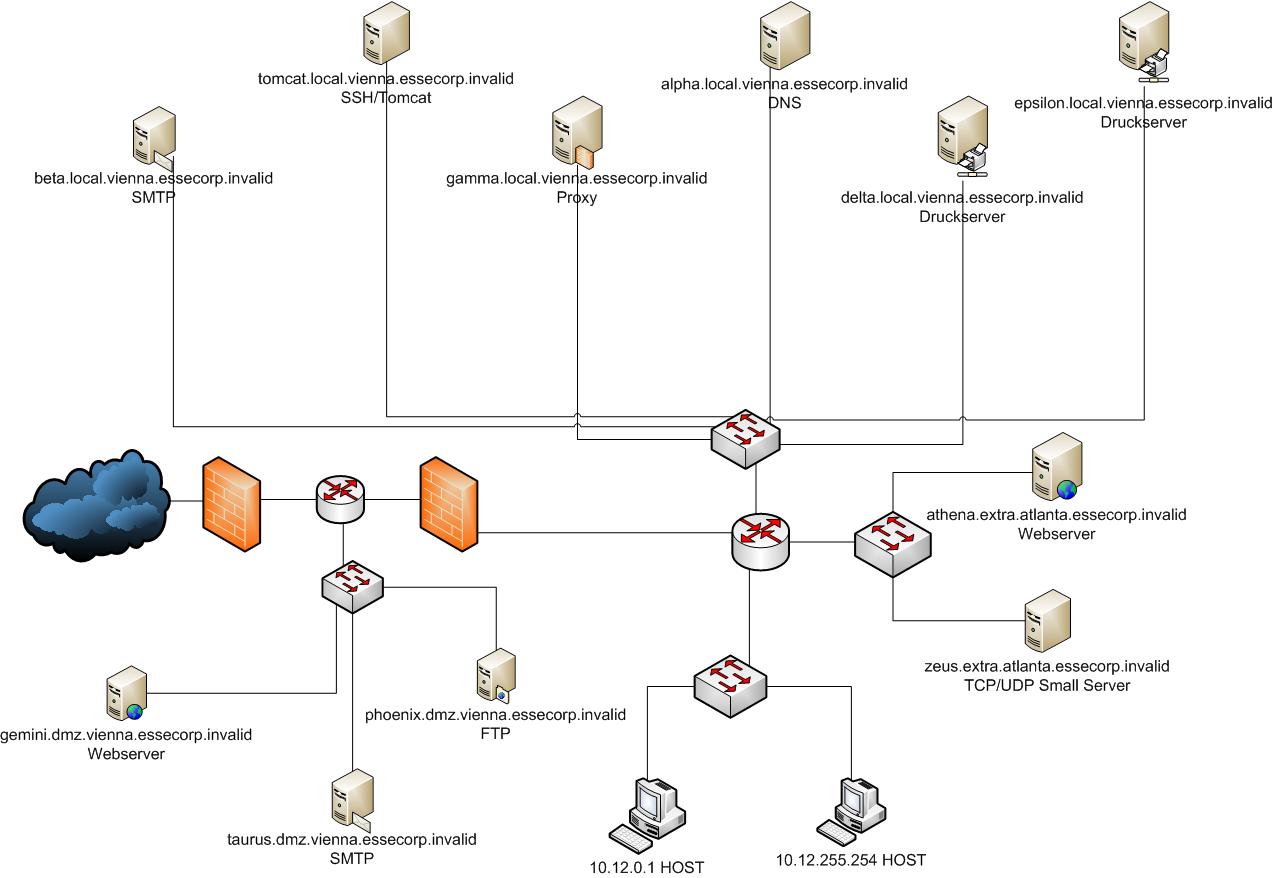 tomcat.local.vienna.essecorp.invalid
SSH/Tomcat
alpha.local.vienna.essecorp.invalid
DNS
epsilon.local.vienna.essecorp.invalid
Druckserver
beta.local.vienna.essecorp.invalid
SMTP
gamma.local.vienna.essecorp.invalid
Proxy
delta.local.vienna.essecorp.invalid
Druckserver
athena.extra.atlanta.essecorp.invalid
Webserver
zeus.extra.atlanta.essecorp.invalid
TCP/UDP Small Server
phoenix.dmz.vienna.essecorp.invalid
FTP
gemini.dmz.vienna.essecorp.invalid
Webserver
taurus.dmz.vienna.essecorp.invalid
SMTP
10.12.0.1 HOST
10.12.255.254 HOST